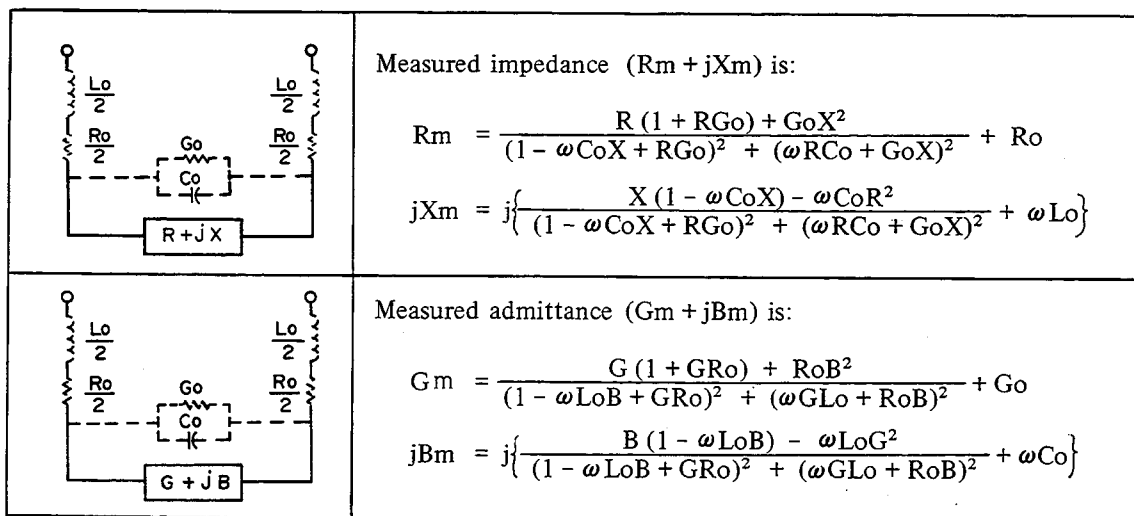 Lo/2 Lo/2
Ro/2 Go Ro/2
Co
R + jX
Measured impedance (Rm + jXm) is:
Rm = R (1 + RGo) + GoX² / (1 - ωCoX + RGo)² + (ωRCo + GoX)² + Ro
jXm = j{ X (1 - ωCoX) - ωCoR² / (1 - ωCoX + RGo)² + (ωRCo + GoX)² + ωLo}
Lo/2 Lo/2
Ro/2 Go Ro/2
Co
G + jB
Measured admittance (Gm + jBm) is:
Gm = G (1 + GRo) + RoB² / (1 - ωLoB + GRo)² + (ωGLo + RoB)² + Go
jBm = j{ B (1 - ωLoB) - ωLoG² / (1 - ωLoB + GRo)² + (ωGLo + RoB)² + ωCo}